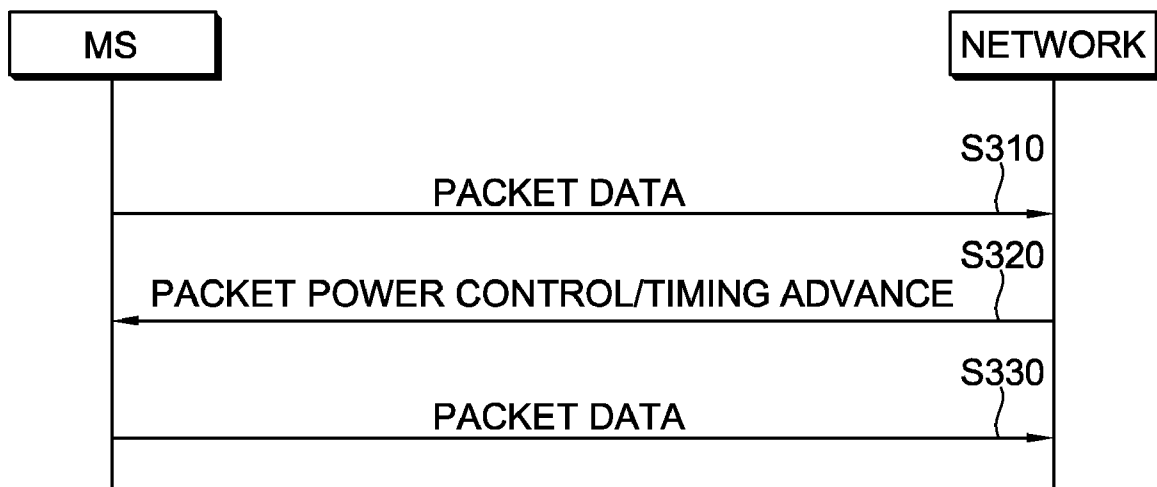 MS
NETWORK
S310
PACKET DATA
S320
PACKET POWER CONTROL/TIMING ADVANCE
S330
PACKET DATA